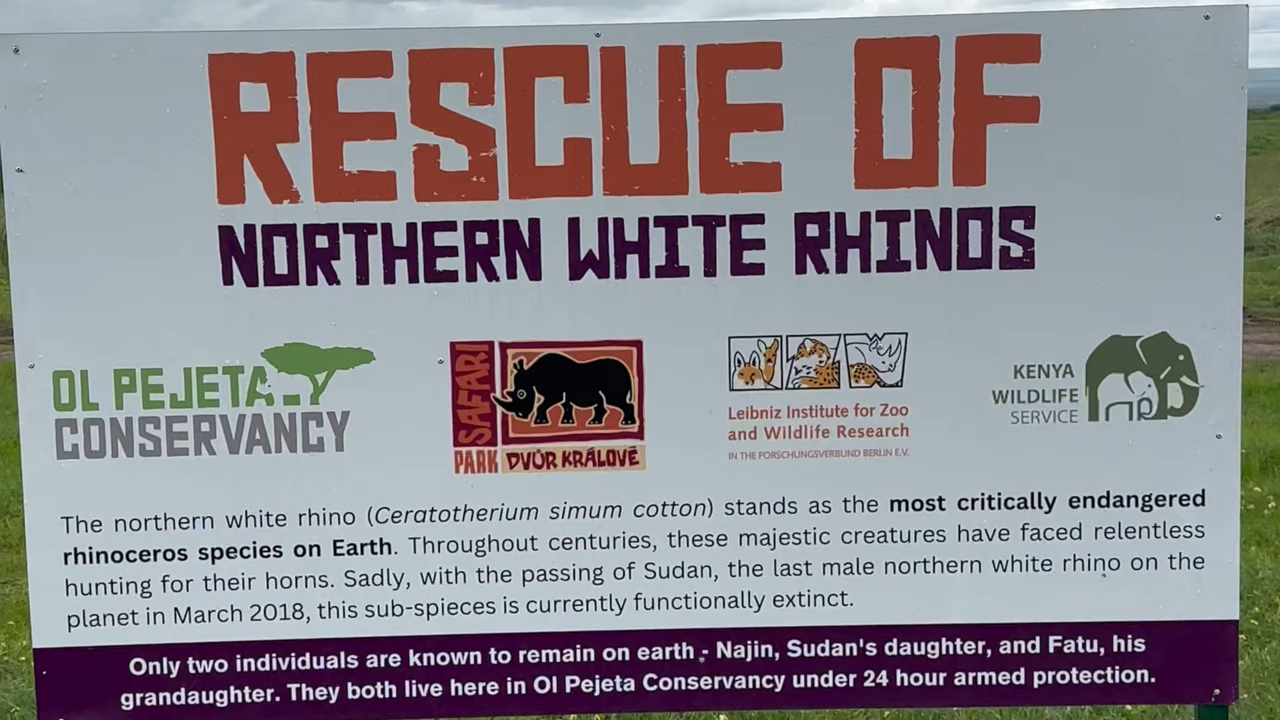 RESCUE OF
NORTHERN WHITE RHINOS
OL PEJETA
CONSERVANCY
SAFARI
PARK DVŮR KRÁLOVÉ
Leibniz Institute for Zoo
and Wildlife Research
IN THE FORSCHUNGSVERBUND BERLIN E.V.
KENYA
WILDLIFE
SERVICE
The northern white rhino (Ceratotherium simum cotton) stands as the most critically endangered
rhinoceros species on Earth. Throughout centuries, these majestic creatures have faced relentless
hunting for their horns. Sadly, with the passing of Sudan, the last male northern white rhino on the
planet in March 2018, this sub-spieces is currently functionally extinct.
Only two individuals are known to remain on earth - Najin, Sudan's daughter, and Fatu, his
grandaughter. They both live here in Ol Pejeta Conservancy under 24 hour armed protection.